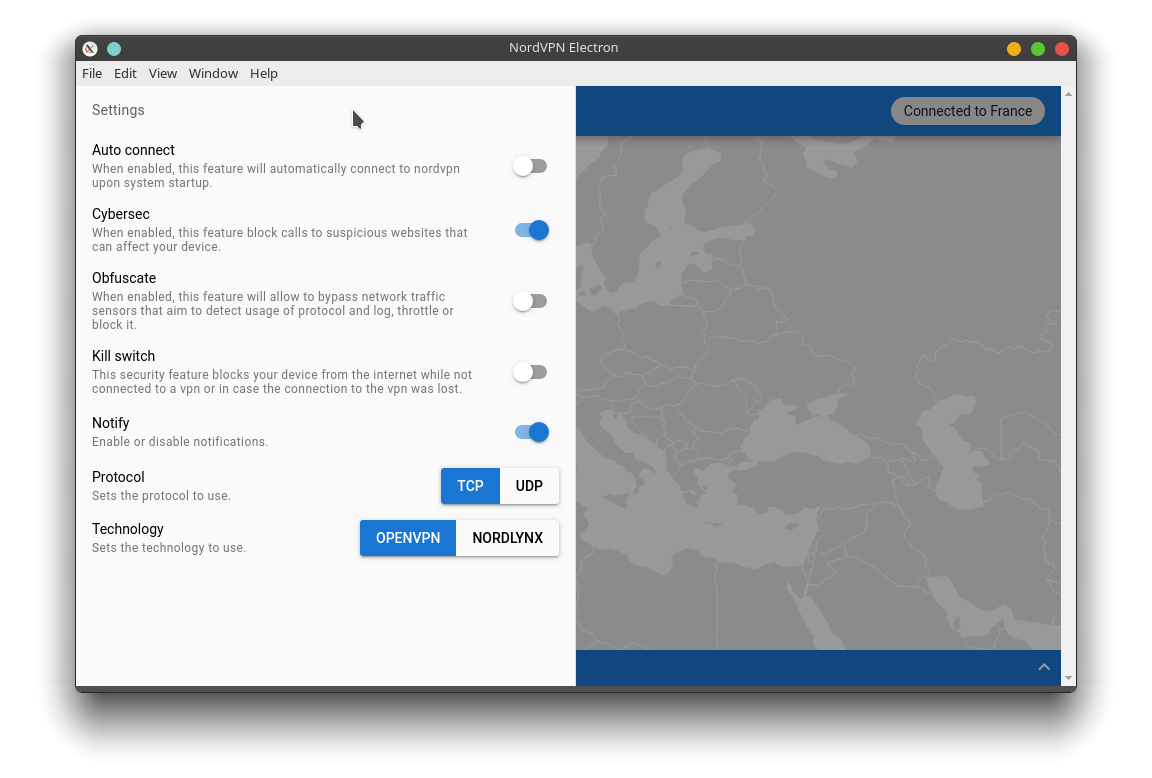 NordVPN Electron
File Edit View Window Help
Settings
Connected to France
Auto connect
When enabled, this feature will automatically connect to nordvpn
upon system startup.
Cybersec
When enabled, this feature block calls to suspicious websites that
can affect your device.
Obfuscate
When enabled, this feature will allow to bypass network traffic
sensors that aim to detect usage of protocol and log, throttle or
block it.
Kill switch
This security feature blocks your device from the internet while not
connected to a vpn or in case the connection to the vpn was lost.
Notify
Enable or disable notifications.
Protocol
Sets the protocol to use.
TCP UDP
Technology
Sets the technology to use.
OPENVPN NORDLYNX